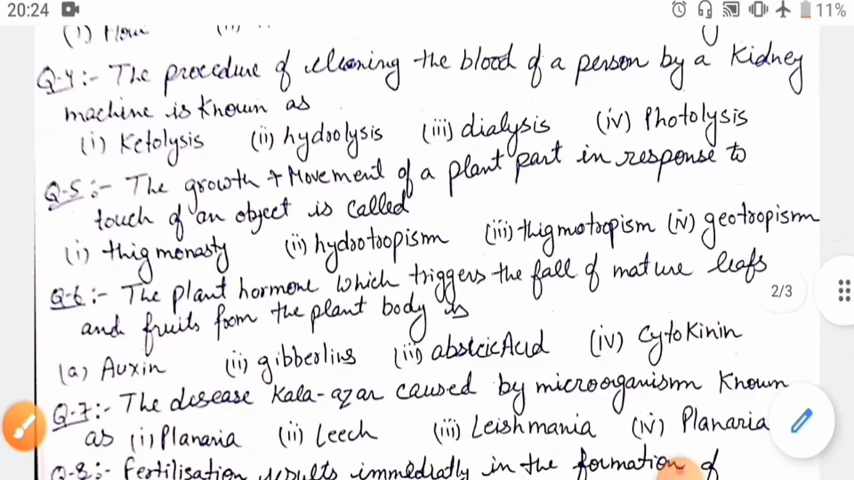 20:24
11%
(i)
Q-4:- The procedure of cleaning the blood of a person by a Kidney
machine is known as
(i) Ketolysis (ii) hydrolysis (iii) dialysis (iv) Photolysis
Q-5:- The growth + Movement of a plant part in response to
touch of an object is called
(i) thigmonasty (ii) hydrotropism (iii) thigmotropism (iv) geotropism
Q-6:- The plant hormone which triggers the fall of mature leafs
and fruits from the plant body is
(a) Auxin (ii) gibberlins (iii) abscicAcid (iv) Cytokinin
2/3
Q-7:- The disease Kala-azar caused by microorganism Known
as (i) Planaria (ii) Leech (iii) Leishmania (iv) Planaria
Q-8:- Fertilisation results immediatly in the formation of